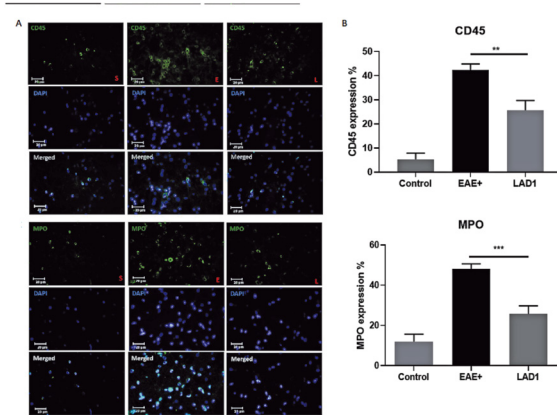 A
CD45 CD45 CD45
S E L
DAPI DAPI DAPI
Merged Merged Merged
MPO MPO MPO
S E L
DAPI DAPI DAPI
Merged Merged Merged
B
CD45
**
CD45 expression %
50
40
30
20
10
0
Control EAE+ LAD1
MPO
***
MPO expression %
60
40
20
0
Control EAE+ LAD1